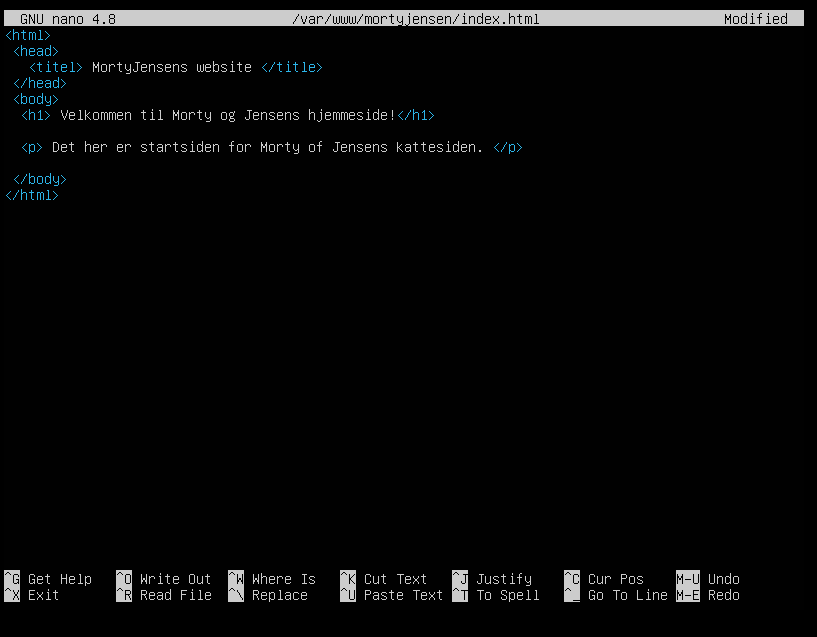 GNU nano 4.8 /var/www/mortyjensen/index.html Modified
<html>
<head>
<titel> MortyJensens website </title>
</head>
<body>
<h1> Velkommen til Morty og Jensens hjemmeside!</h1>
<p> Det her er startsiden for Morty of Jensens kattesiden. </p>
</body>
</html>
^G Get Help ^O Write Out ^W Where Is ^K Cut Text ^J Justify ^C Cur Pos M-U Undo
^X Exit ^R Read File ^\ Replace ^U Paste Text ^T To Spell ^_ Go To Line M-E Redo